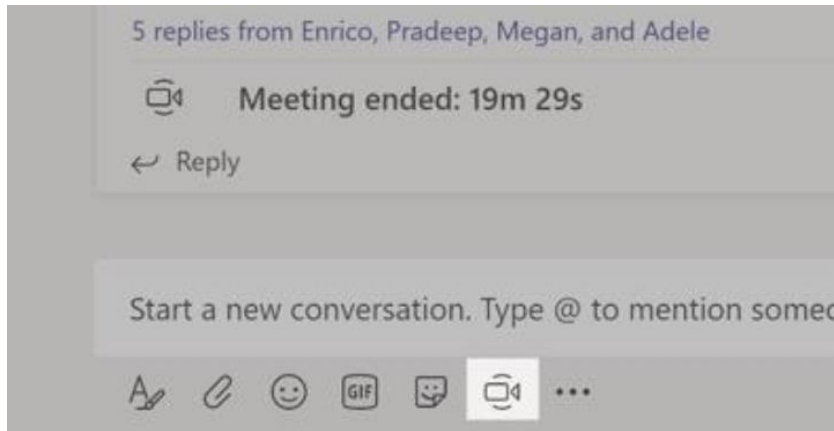 5 replies from Enrico, Pradeep, Megan, and Adele
Meeting ended: 19m 29s
Reply
Start a new conversation. Type @ to mention
GIF